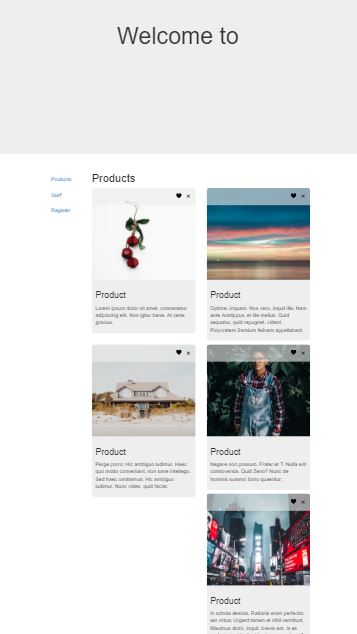 Welcome to
Products
Staff
Register
Products
Product
Lorem ipsum dolor sit amet, consectetur
adipiscing elit. Non igitur bene. At certe
gravius.
Product
Optime, inquam. Nos vero, inquit ille; Nam
ante Aristippus, et ille melius. Quid
sequatur, quid repugnet, vident.
Polycratem Samium felicem appellabant.
Product
Perge porro; Hic ambiguo ludimur. Haec
quo modo conveniant, non sane intellego.
Sed haec omittamus; Hic ambiguo
ludimur. Nunc vides, quid faciat.
Product
Negare non possum. Frater et T. Nulla erit
controversia. Quid Zeno? Nunc de
hominis summo bono quaeritur;
Product
In schola desinis. Rationis enim perfectio
est virtus; Urgent tamen et nihil remittunt.
Maximus dolor, inquit, brevis est. Is es